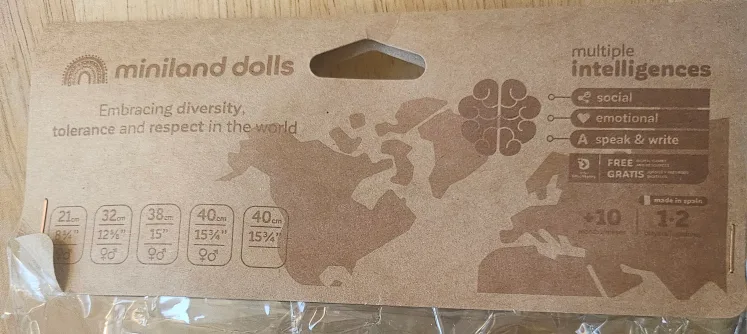 miniland dolls
Embracing diversity,
tolerance and respect in the world
21cm
8¼"
♀♂
32cm
12⅝"
♀♂
38cm
15"
♀♂
40cm
15¾"
♀♂
40cm
15¾"
multiple
intelligences
social
emotional
A speak & write
FREE
GRATIS
made in spain
+10
1-2